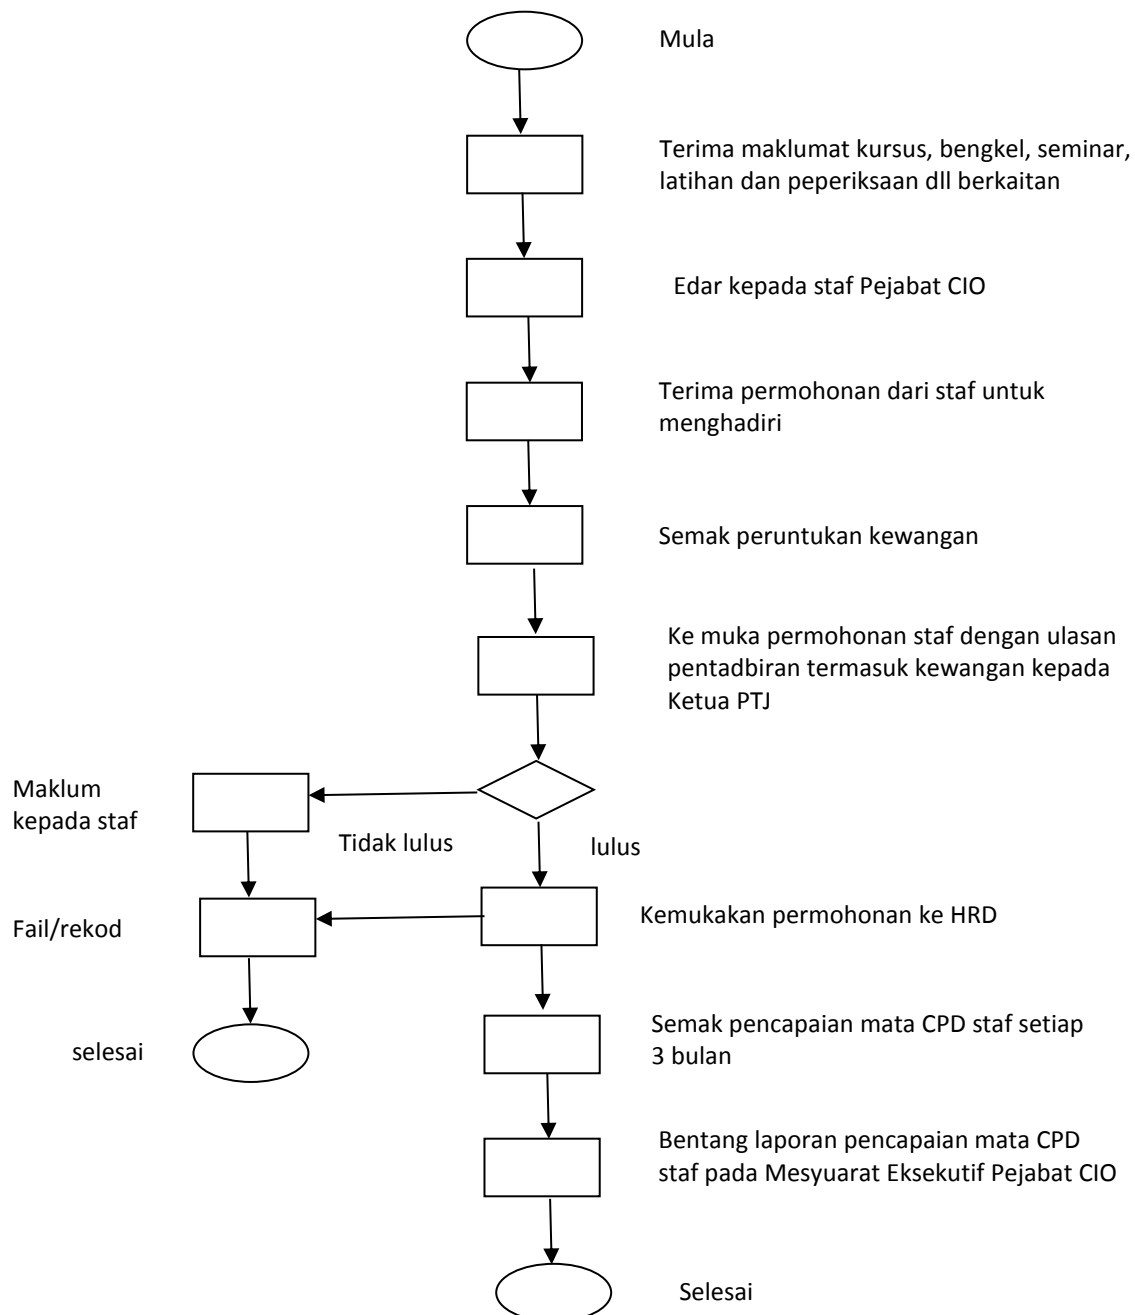 Mula
Terima maklumat kursus, bengkel, seminar,
latihan dan peperiksaan dll berkaitan
Edar kepada staf Pejabat CIO
Terima permohonan dari staf untuk
menghadiri
Semak peruntukan kewangan
Ke muka permohonan staf dengan ulasan
pentadbiran termasuk kewangan kepada
Ketua PTJ
Maklum
kepada staf
Tidak lulus
lulus
Fail/rekod
Kemukakan permohonan ke HRD
selesai
Semak pencapaian mata CPD staf setiap
3 bulan
Bentang laporan pencapaian mata CPD
staf pada Mesyuarat Eksekutif Pejabat CIO
Selesai